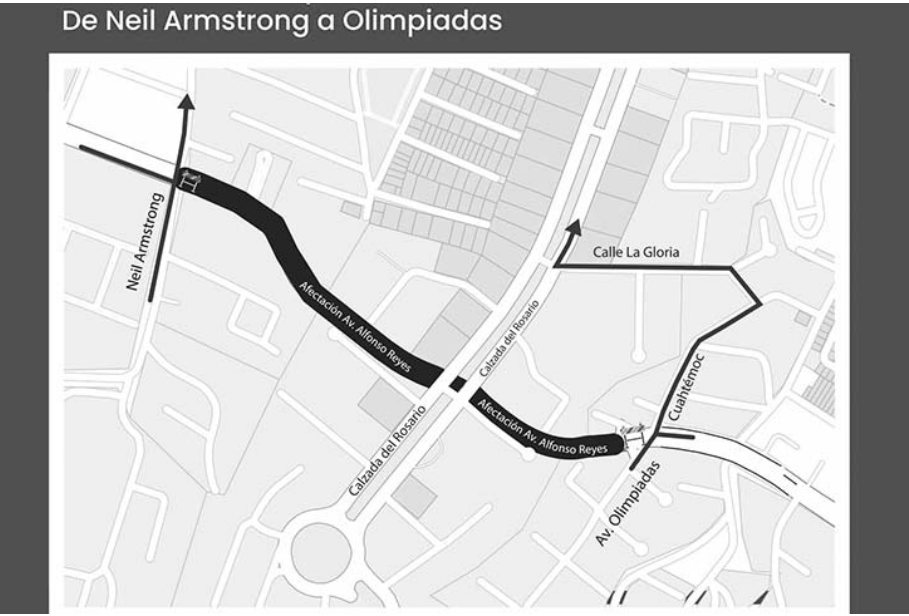 De Neil Armstrong a Olimpiadas
Neil Armstrong
Calle La Gloria
Afectación Av. Alfonso Reyes
Calzada del Rosario
Calzada del Rosario
Cuahtémoc
Afectación Av. Alfonso Reyes
Av. Olimpiadas